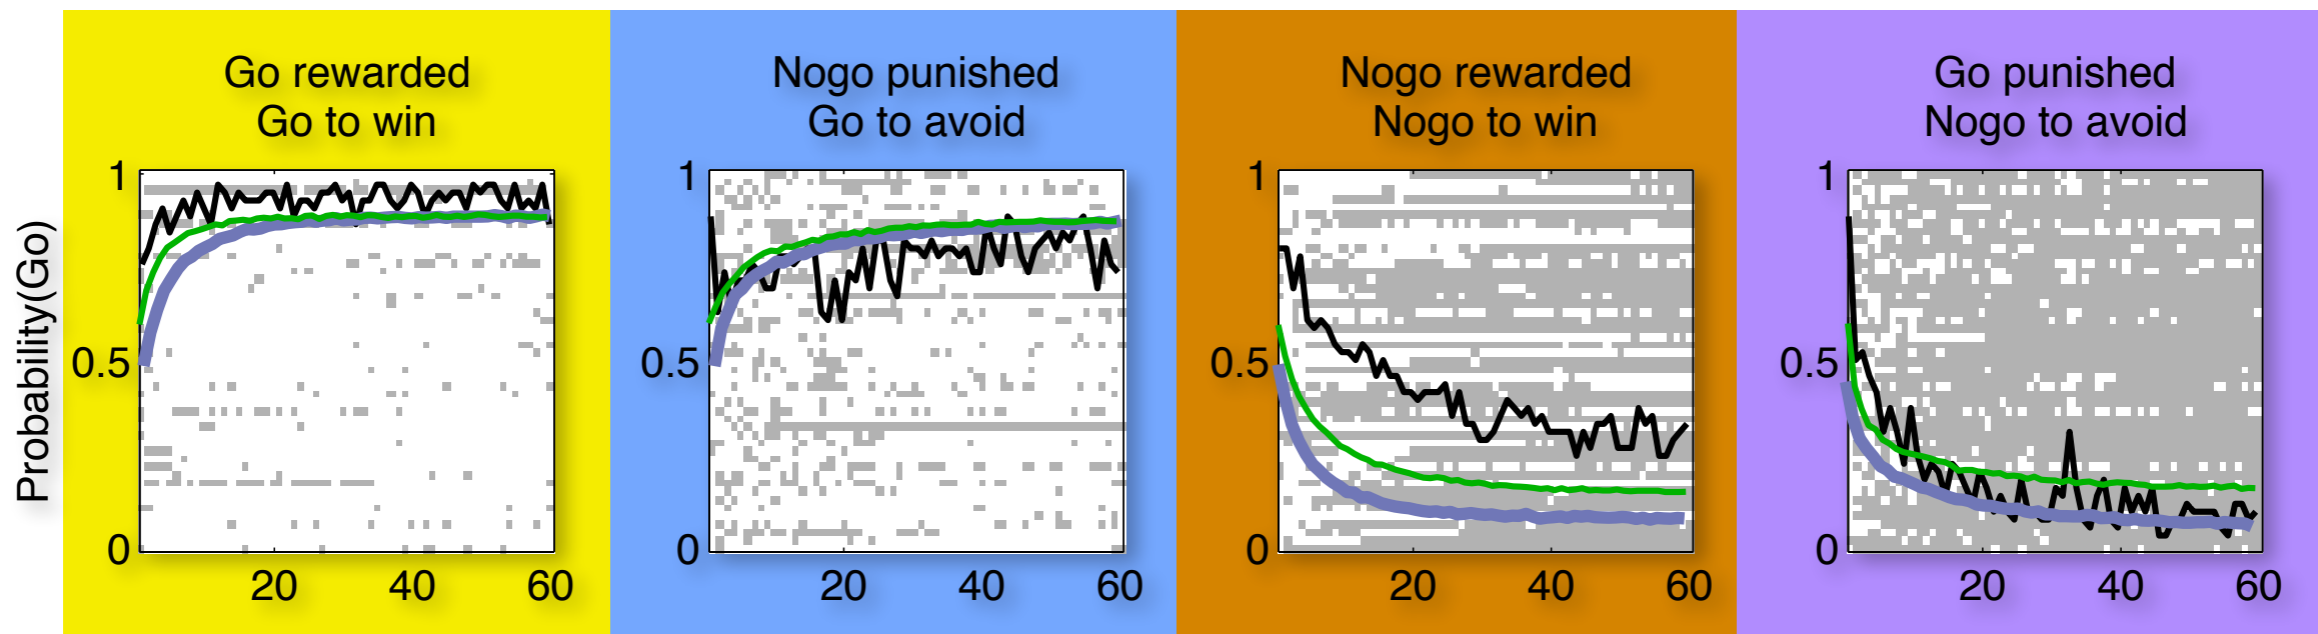 Go rewarded
Go to win
Nogo punished
Go to avoid
Nogo rewarded
Nogo to win
Go punished
Nogo to avoid
Probability(Go)
1
0.5
0
20 40 60
1
0.5
0
20 40 60
1
0.5
0
20 40 60
1
0.5
0
20 40 60